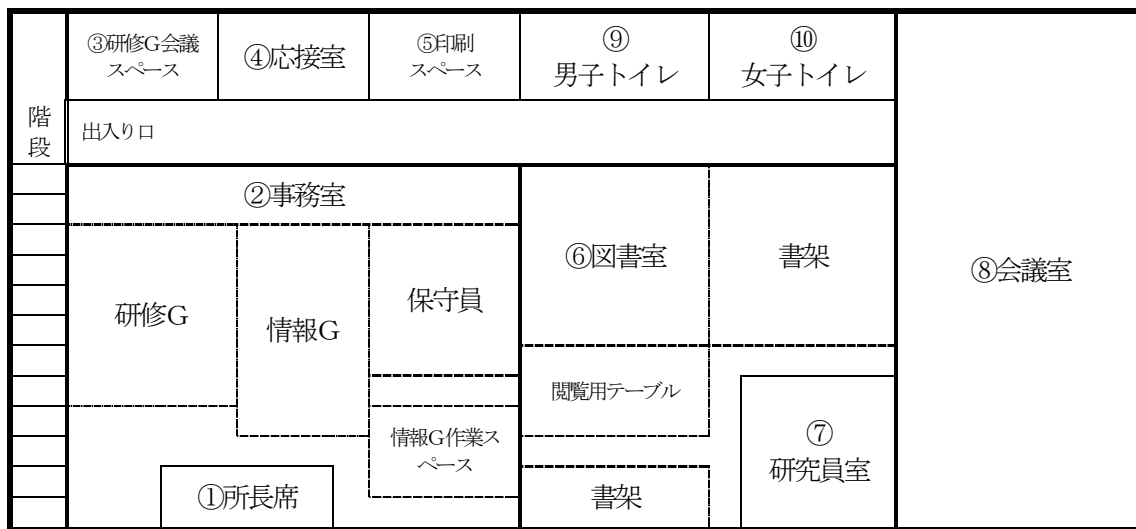 ③研修G会議
スペース
④応接室
⑤印刷
スペース
⑨
男子トイレ
⑩
女子トイレ
階
段
出入り口
②事務室
研修G
情報G
保守員
情報G作業ス
ペース
①所長席
⑥図書室
書架
閲覧用テーブル
書架
⑦
研究員室
⑧会議室